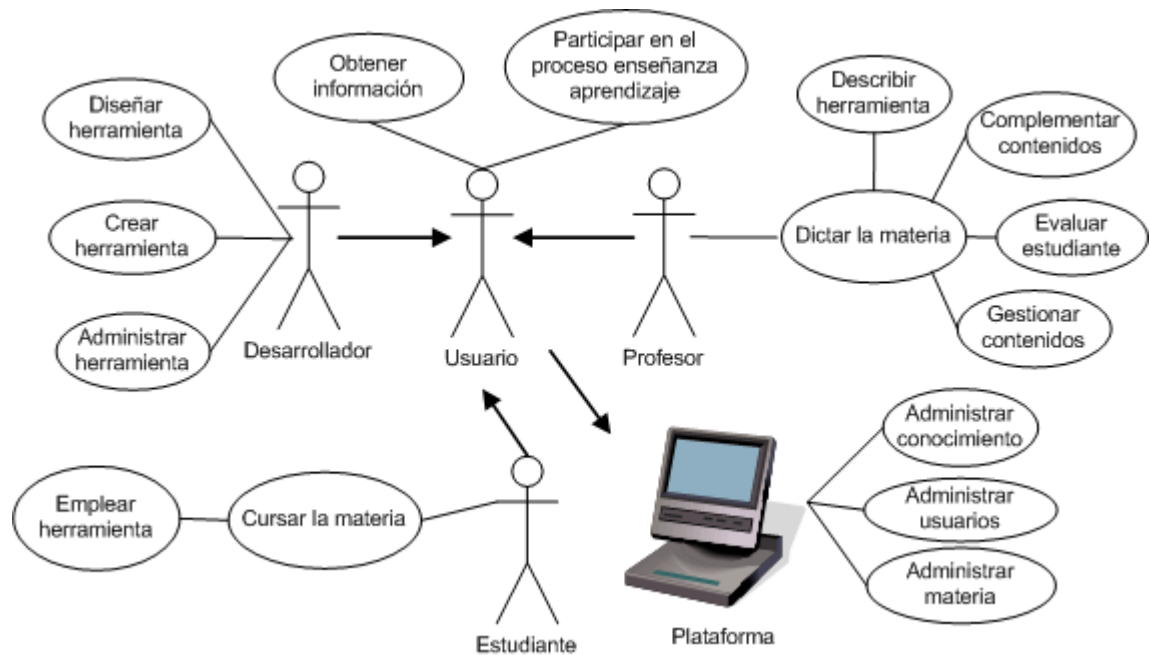 Obtener
información
Participar en el
proceso enseñanza
aprendizaje
Diseñar
herramienta
Describir
herramienta
Complementar
contenidos
Crear
herramienta
Dictar la materia
Evaluar
estudiante
Administrar
herramienta
Gestionar
contenidos
Desarrollador
Usuario
Profesor
Administrar
conocimiento
Emplear
herramienta
Cursar la materia
Administrar
usuarios
Administrar
materia
Estudiante
Plataforma